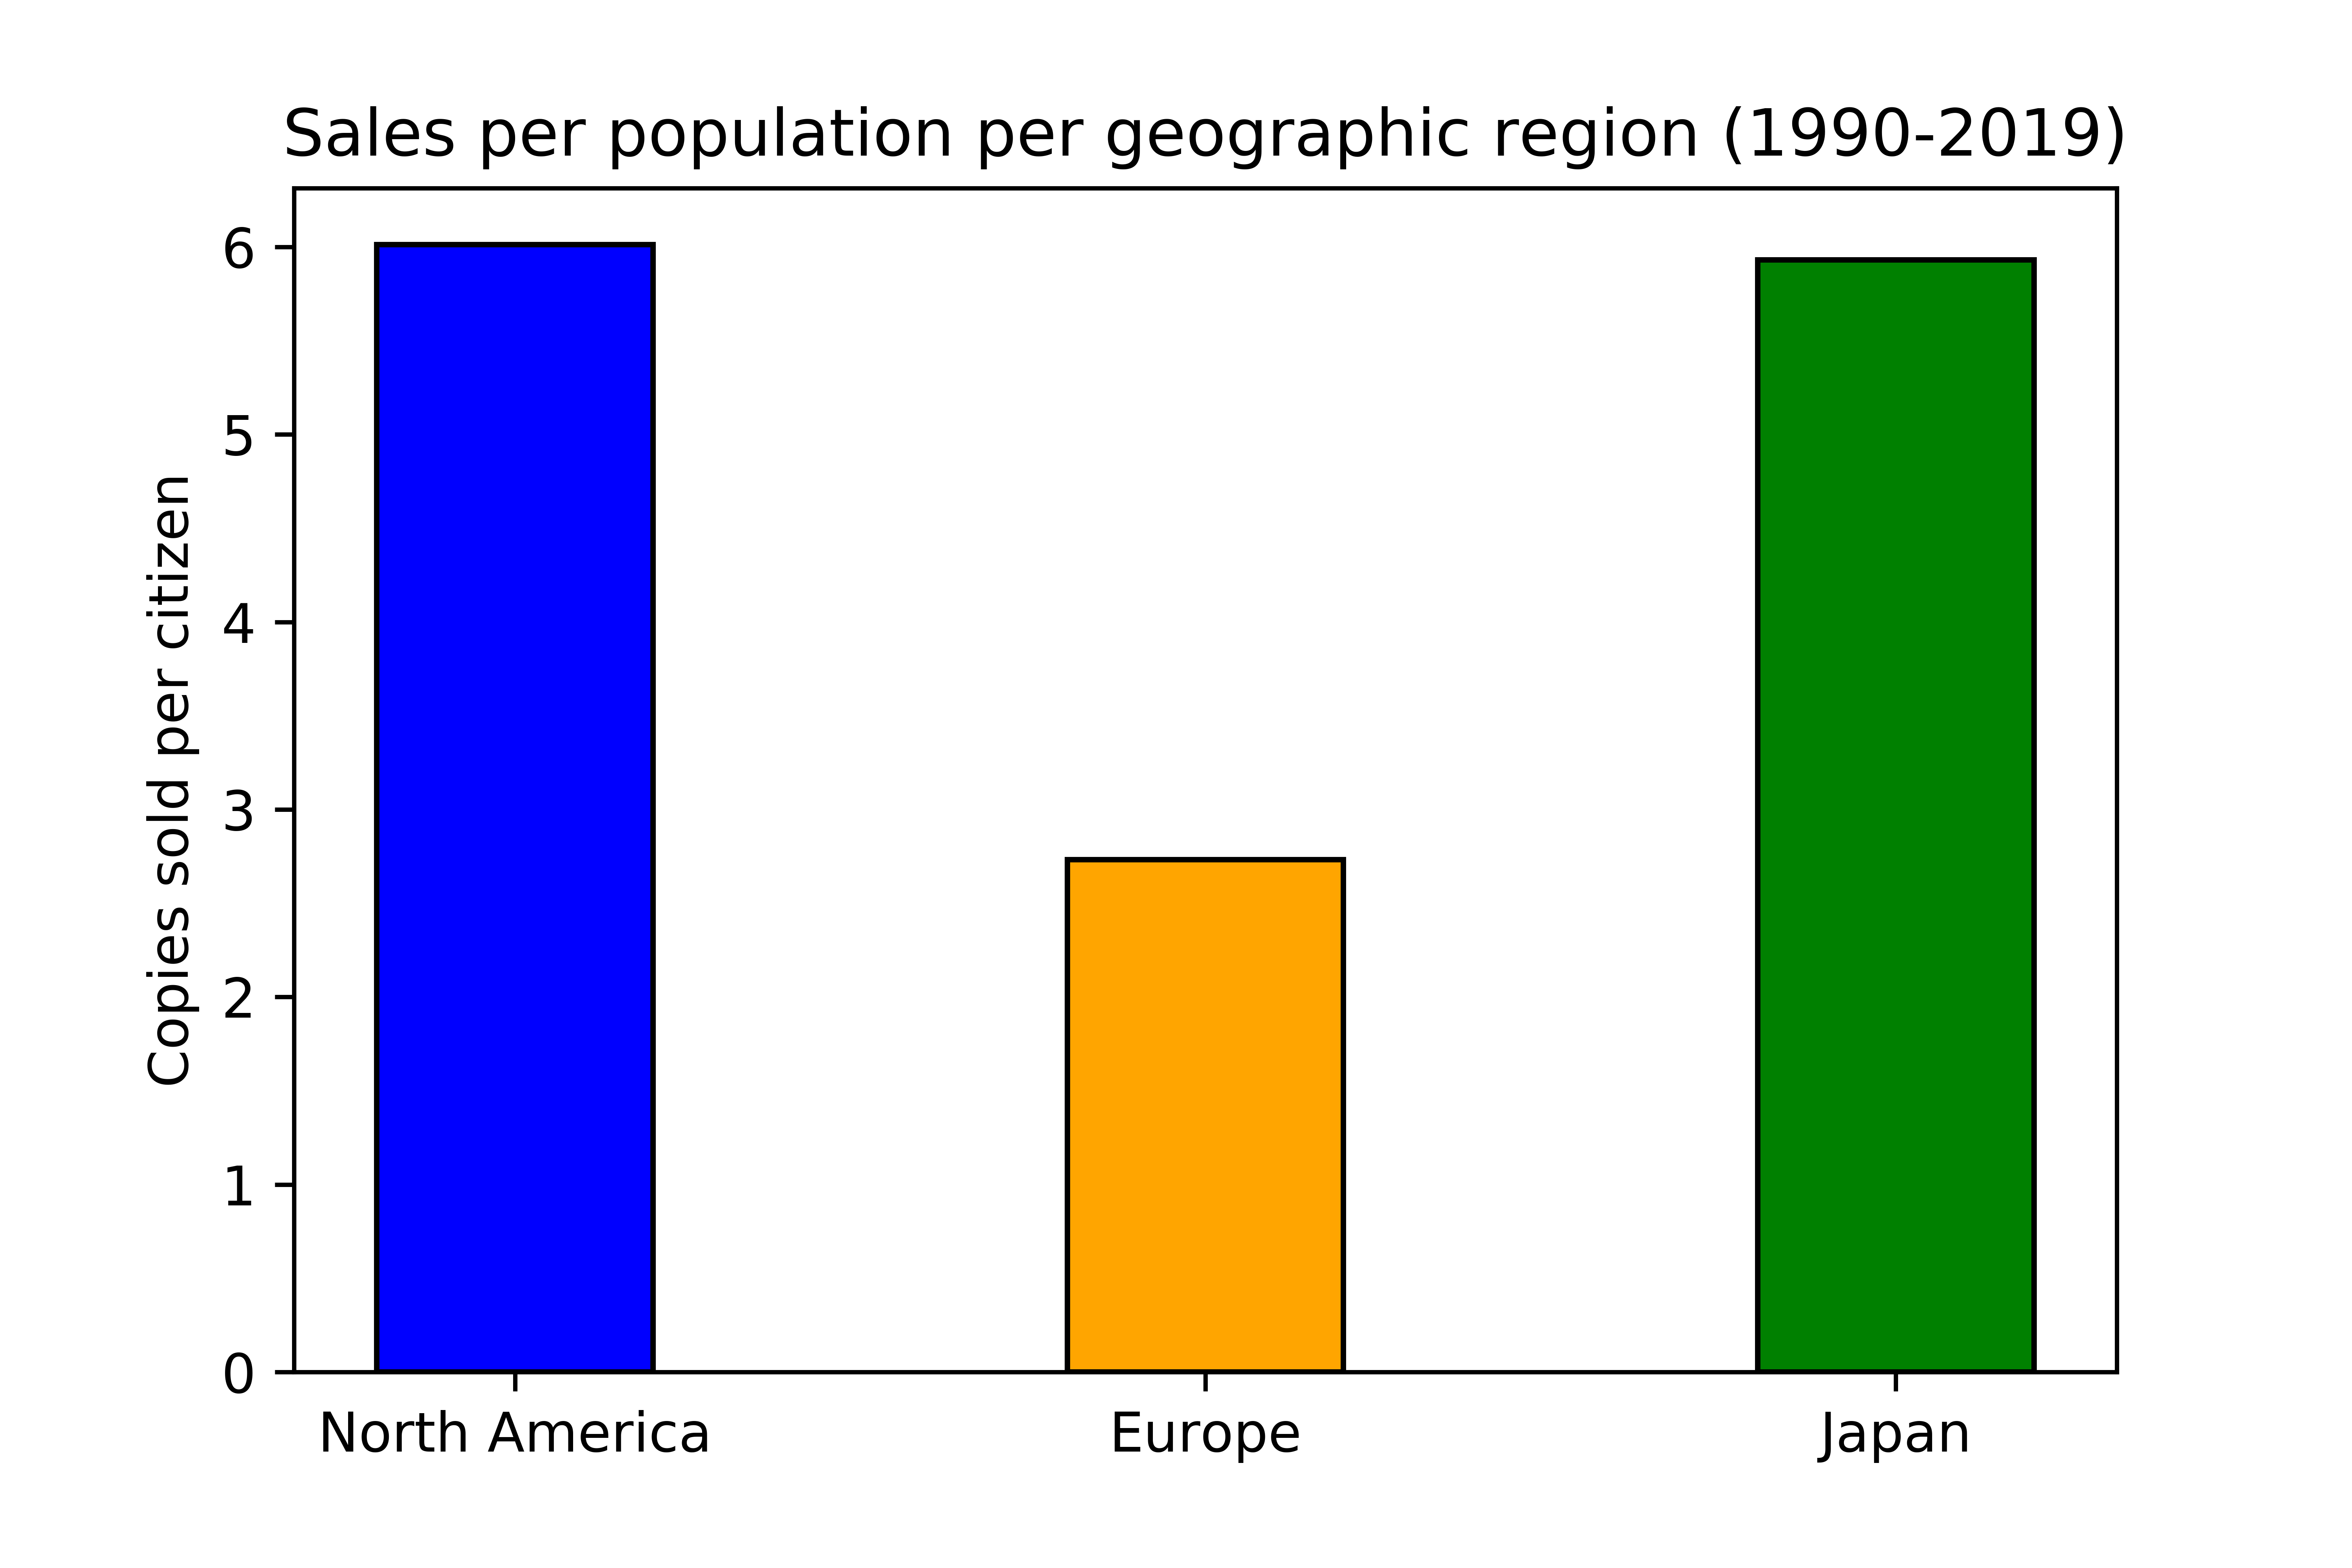 Sales per population per geographic region (1990-2019)
Copies sold per citizen
6
5
4
3
2
1
0
North America Europe Japan